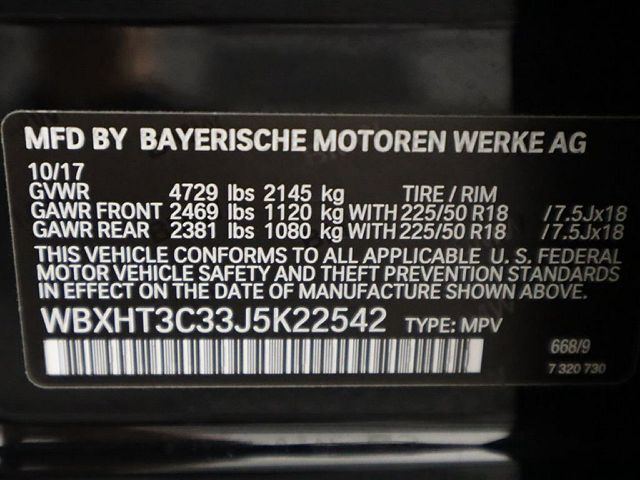 MFD BY BAYERISCHE MOTOREN WERKE AG
10/17
GVWR 4729 lbs 2145 kg TIRE / RIM
GAWR FRONT 2469 lbs 1120 kg WITH 225/50 R18 /7.5Jx18
GAWR REAR 2381 lbs 1080 kg WITH 225/50 R18 /7.5Jx18
THIS VEHICLE CONFORMS TO ALL APPLICABLE U. S. FEDERAL
MOTOR VEHICLE SAFETY AND THEFT PREVENTION STANDARDS
IN EFFECT ON THE DATE OF MANUFACTURE SHOWN ABOVE.
WBXHT3C33J5K22542 TYPE: MPV
668/9
7 320 730